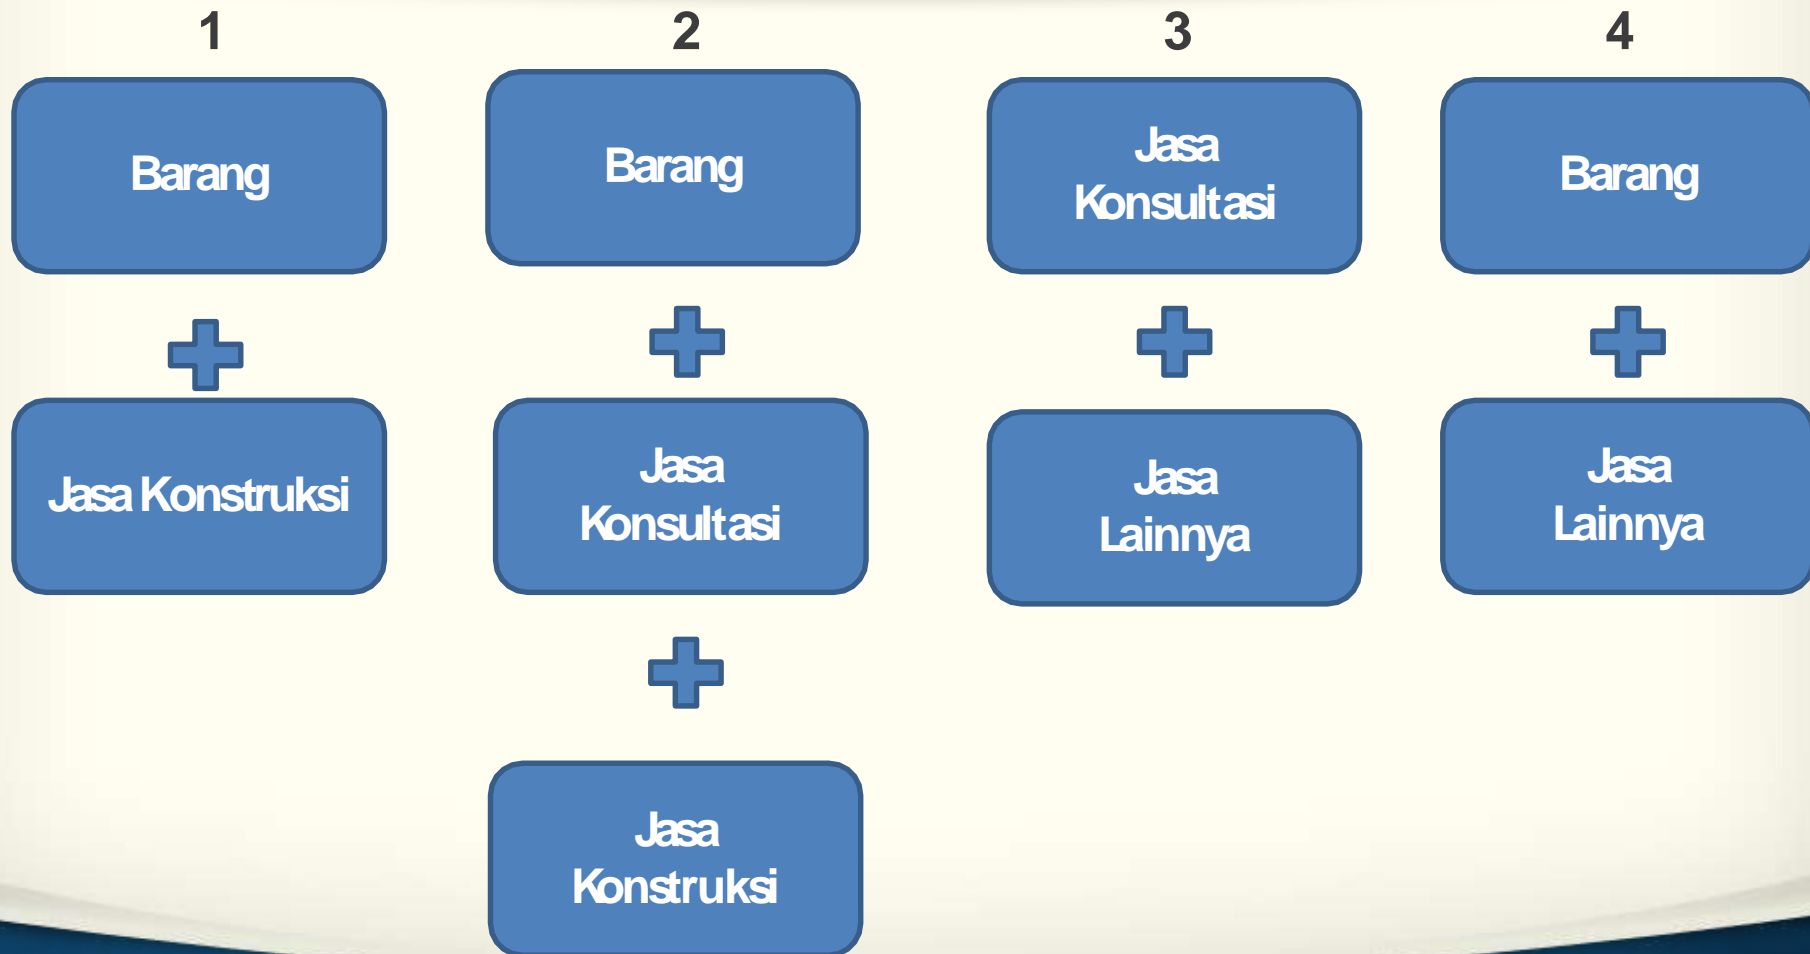 1
Barang
Jasa Konstruksi
2
Barang
Jasa
Konsultasi
Jasa
Konstruksi
3
Jasa
Konsultasi
Jasa
Lainnya
4
Barang
Jasa
Lainnya